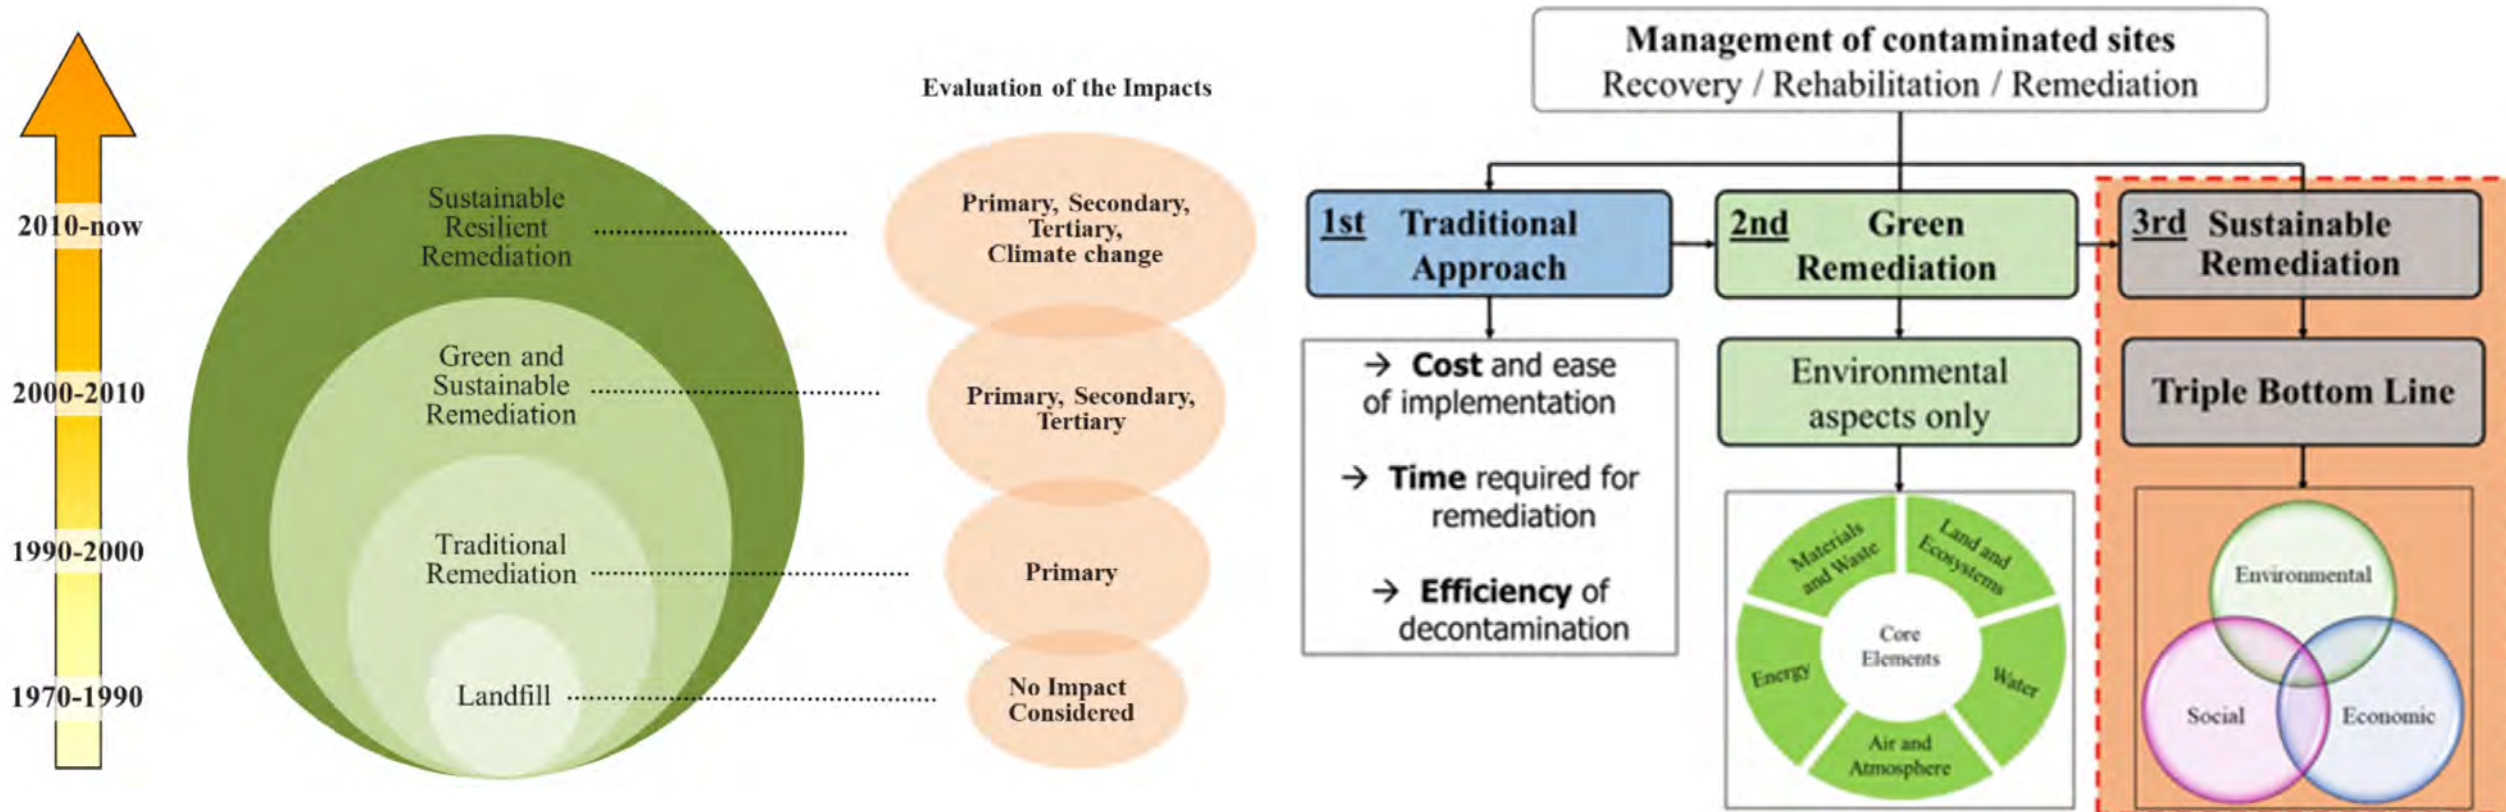 2010-now
2000-2010
1990-2000
1970-1990
Sustainable
Resilient
Remediation
Green and
Sustainable
Remediation
Traditional
Remediation
Landfill
Evaluation of the Impacts
Primary, Secondary,
Tertiary,
Climate change
Primary, Secondary,
Tertiary
Primary
No Impact
Considered
Management of contaminated sites
Recovery / Rehabilitation / Remediation
1st Traditional
Approach
→ Cost and ease
of implementation
→ Time required for
remediation
→ Efficiency of
decontamination
2nd Green
Remediation
Environmental
aspects only
Materials
and Waste
Land and
Ecosystems
Energy
Core
Elements
Water
Air and
Atmosphere
3rd Sustainable
Remediation
Triple Bottom Line
Environmental
Social
Economic